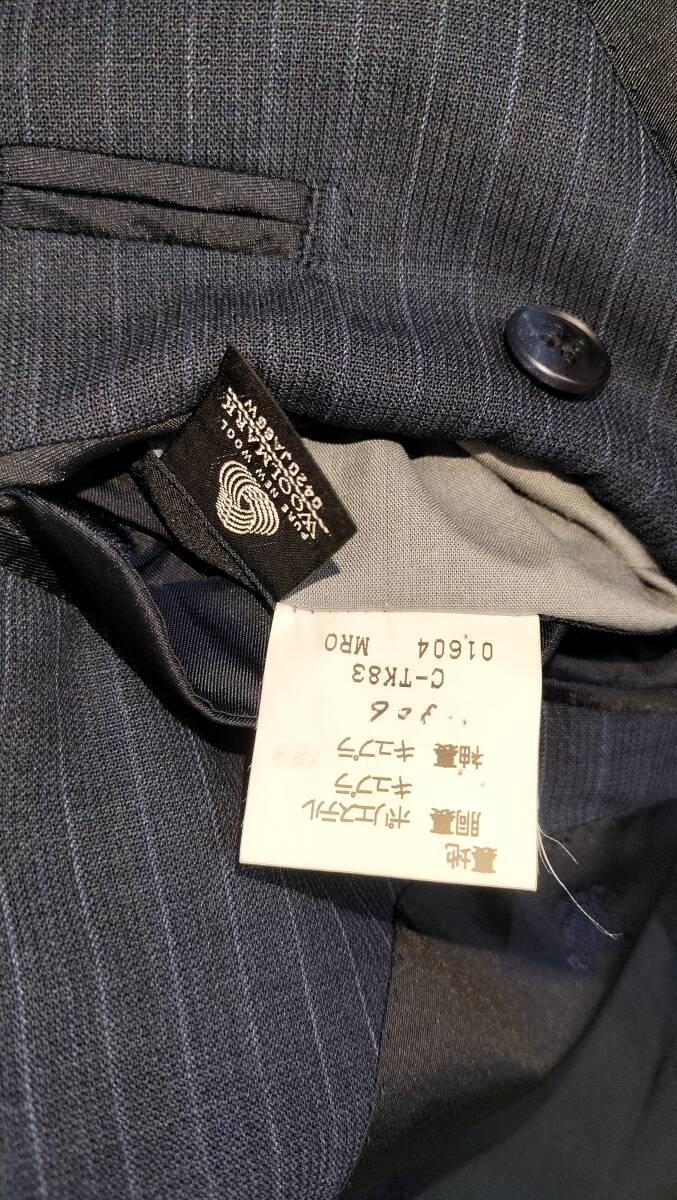 PURE NEW WOOL
WOOLMARK
0420JA66W
裏地
胴裏 ポリエステル
キュプラ
袖裏 キュプラ
C-TK83
01604 MRO